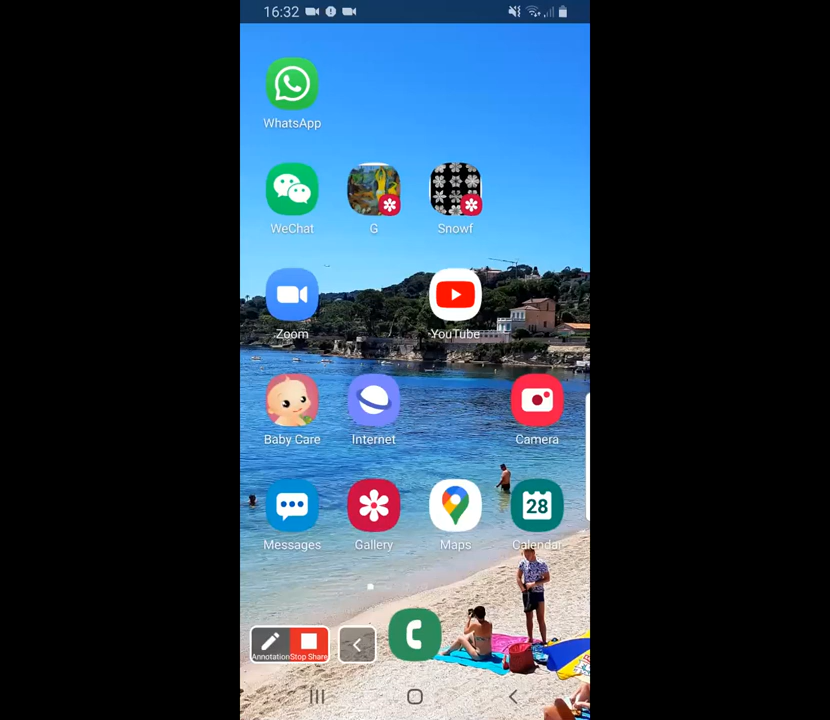 16:32
WhatsApp
WeChat G Snowf
Zoom YouTube
Baby Care Internet Camera
28
Messages Gallery Maps Calendar
Annotation Stop Share